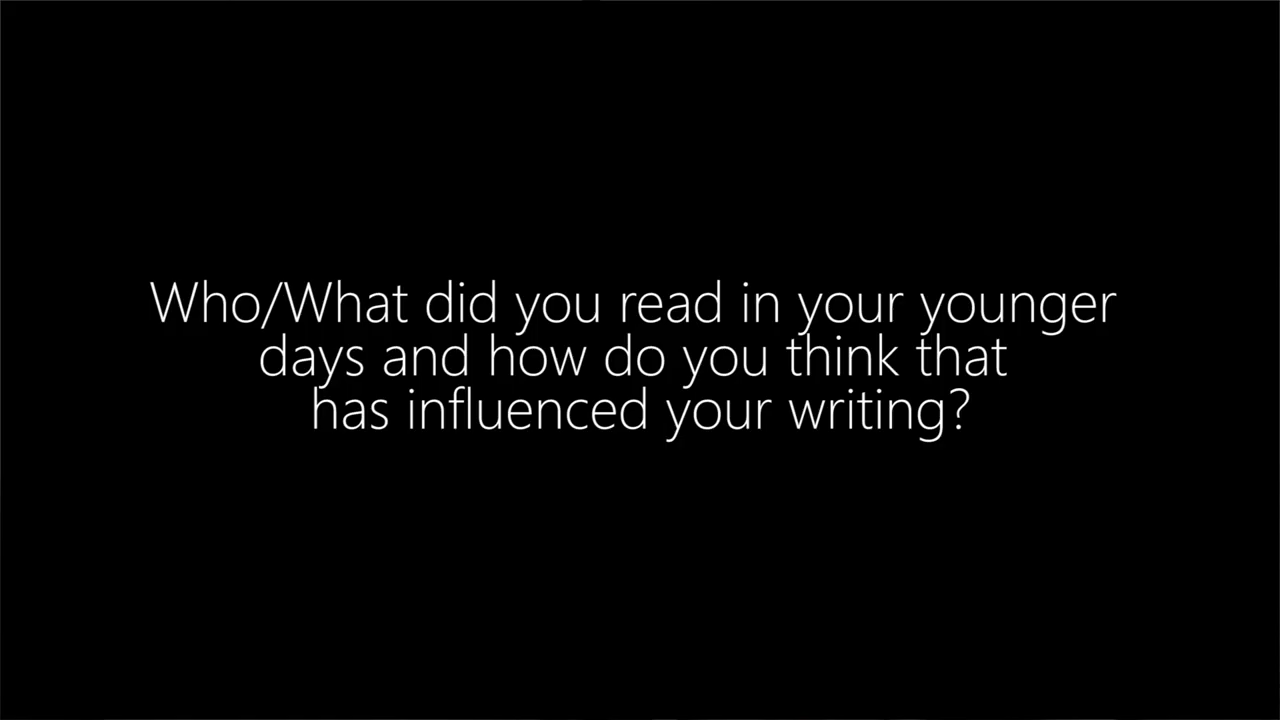 Who/What did you read in your younger
days and how do you think that
has influenced your writing?